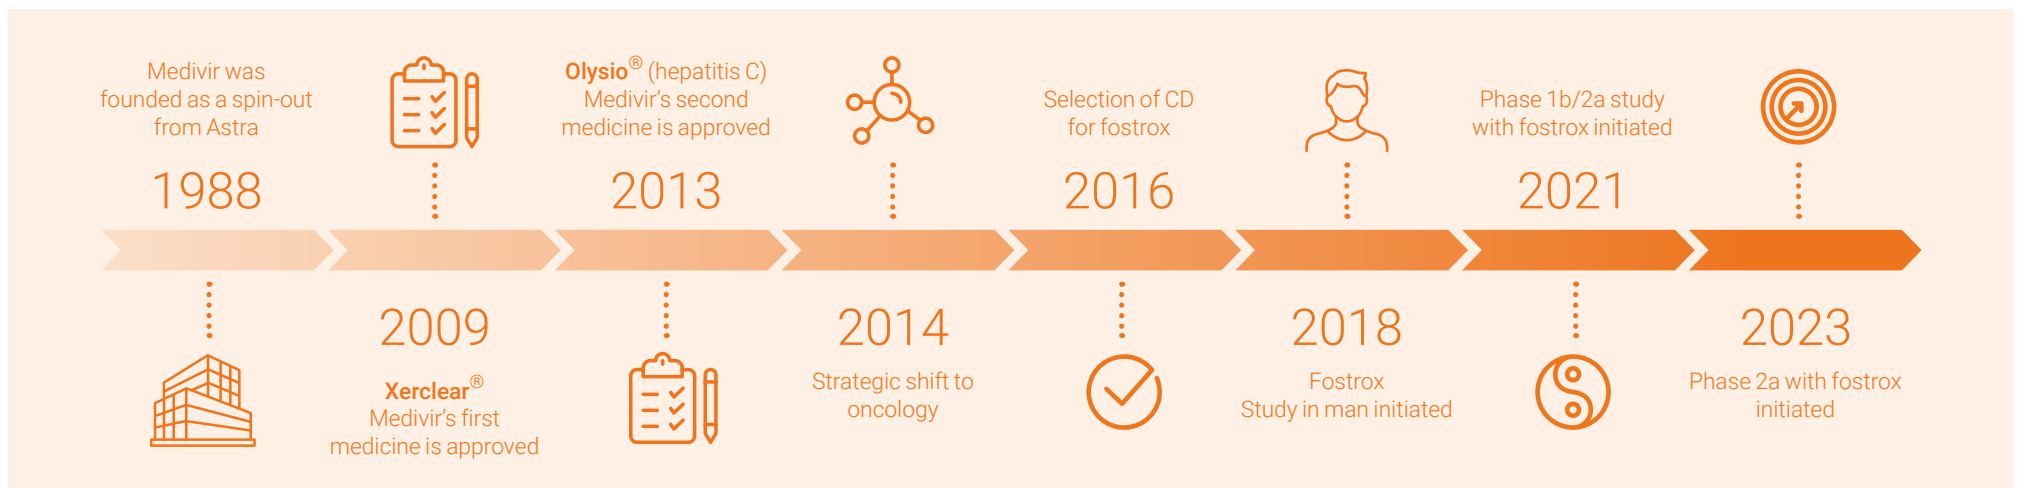 Medivir was
founded as a spin-out
from Astra
1988
2009
Xerclear®
Medivir’s first
medicine is approved
Olysio® (hepatitis C)
Medivir’s second
medicine is approved
2013
2014
Strategic shift to
oncology
Selection of CD
for fostrox
2016
2018
Fostrox
Study in man initiated
Phase 1b/2a study
with fostrox initiated
2021
2023
Phase 2a with fostrox
initiated